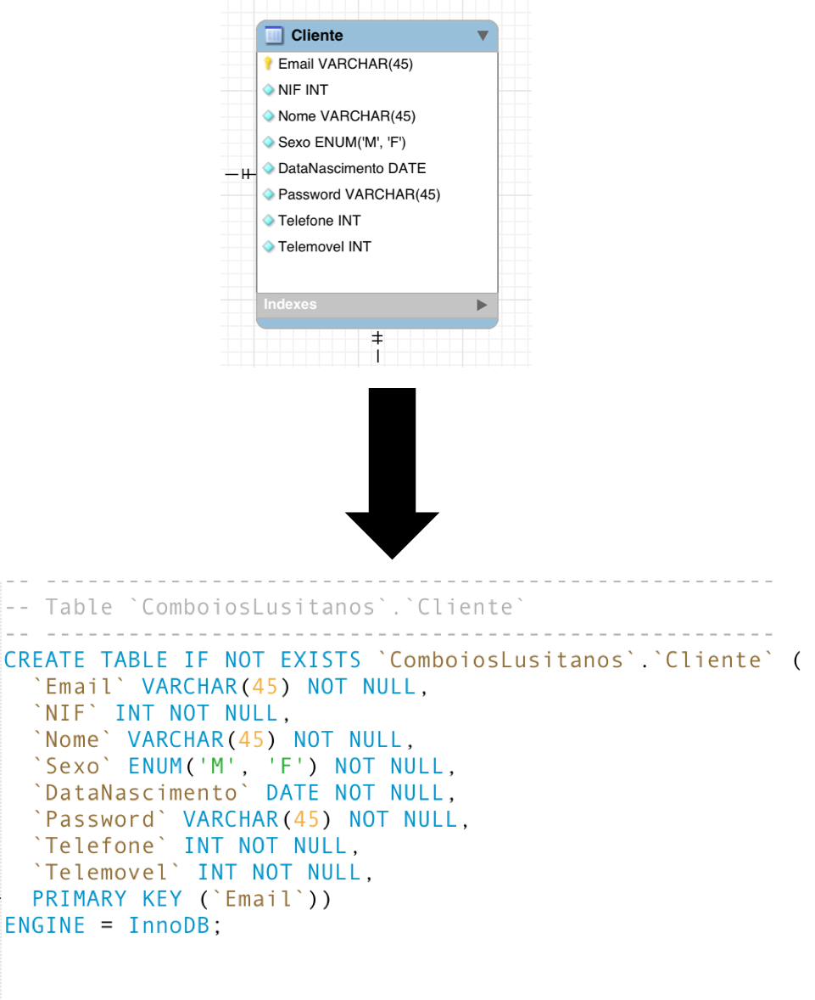 Cliente
Email VARCHAR(45)
NIF INT
Nome VARCHAR(45)
Sexo ENUM('M', 'F')
DataNascimento DATE
Password VARCHAR(45)
Telefone INT
Telemovel INT
Indexes
-- -----------------------------------------------------
-- Table `ComboiosLusitanos`.`Cliente`
-- -----------------------------------------------------
CREATE TABLE IF NOT EXISTS `ComboiosLusitanos`.`Cliente` (
  `Email` VARCHAR(45) NOT NULL,
  `NIF` INT NOT NULL,
  `Nome` VARCHAR(45) NOT NULL,
  `Sexo` ENUM('M', 'F') NOT NULL,
  `DataNascimento` DATE NOT NULL,
  `Password` VARCHAR(45) NOT NULL,
  `Telefone` INT NOT NULL,
  `Telemovel` INT NOT NULL,
  PRIMARY KEY (`Email`))
ENGINE = InnoDB;